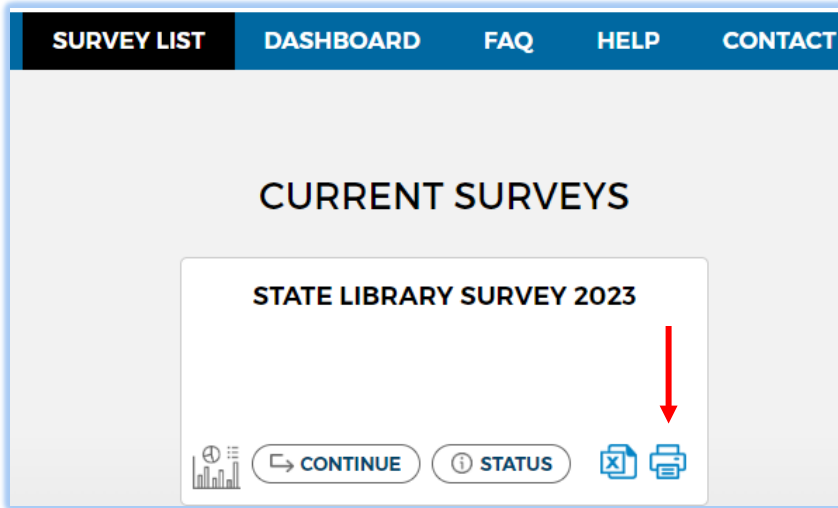 SURVEY LIST DASHBOARD FAQ HELP CONTACT
CURRENT SURVEYS
STATE LIBRARY SURVEY 2023
CONTINUE STATUS